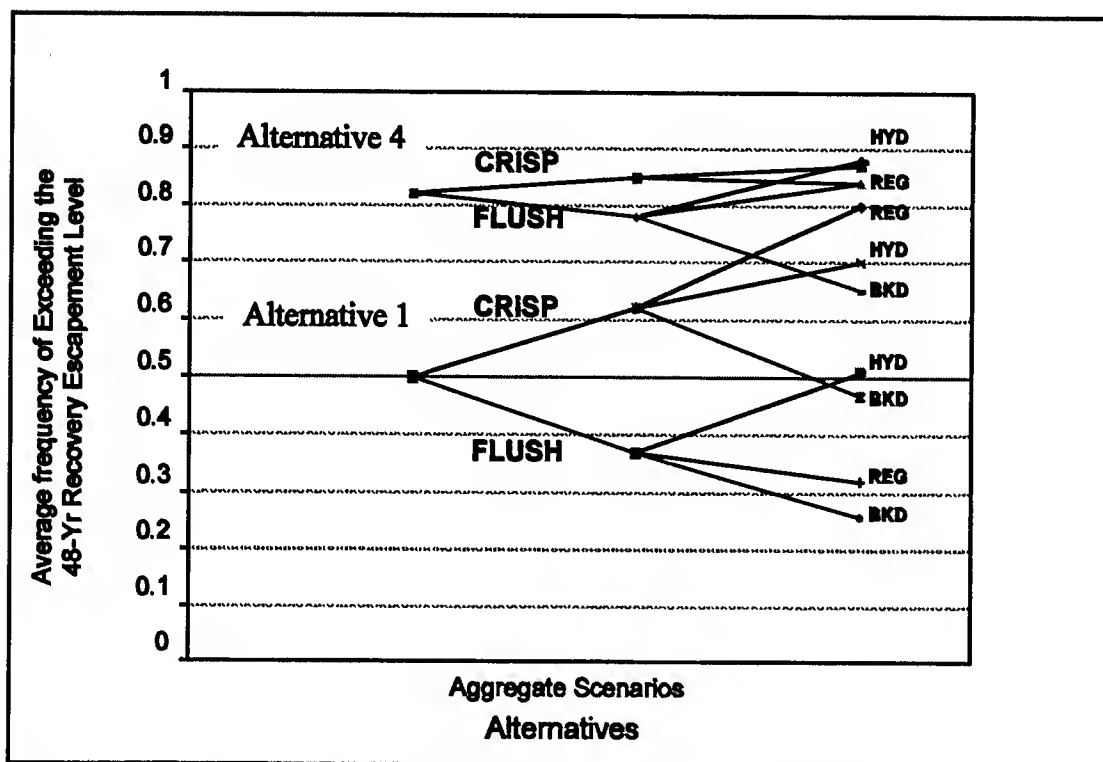 Average frequency of Exceeding the
48-Yr Recovery Escapement Level
1
0.9
0.8
0.7
0.6
0.5
0.4
0.3
0.2
0.1
0
Alternative 4
CRISP
FLUSH
Alternative 1
CRISP
FLUSH
HYD
REG
REG
HYD
BKD
HYD
BKD
REG
BKD
Aggregate Scenarios
Alternatives